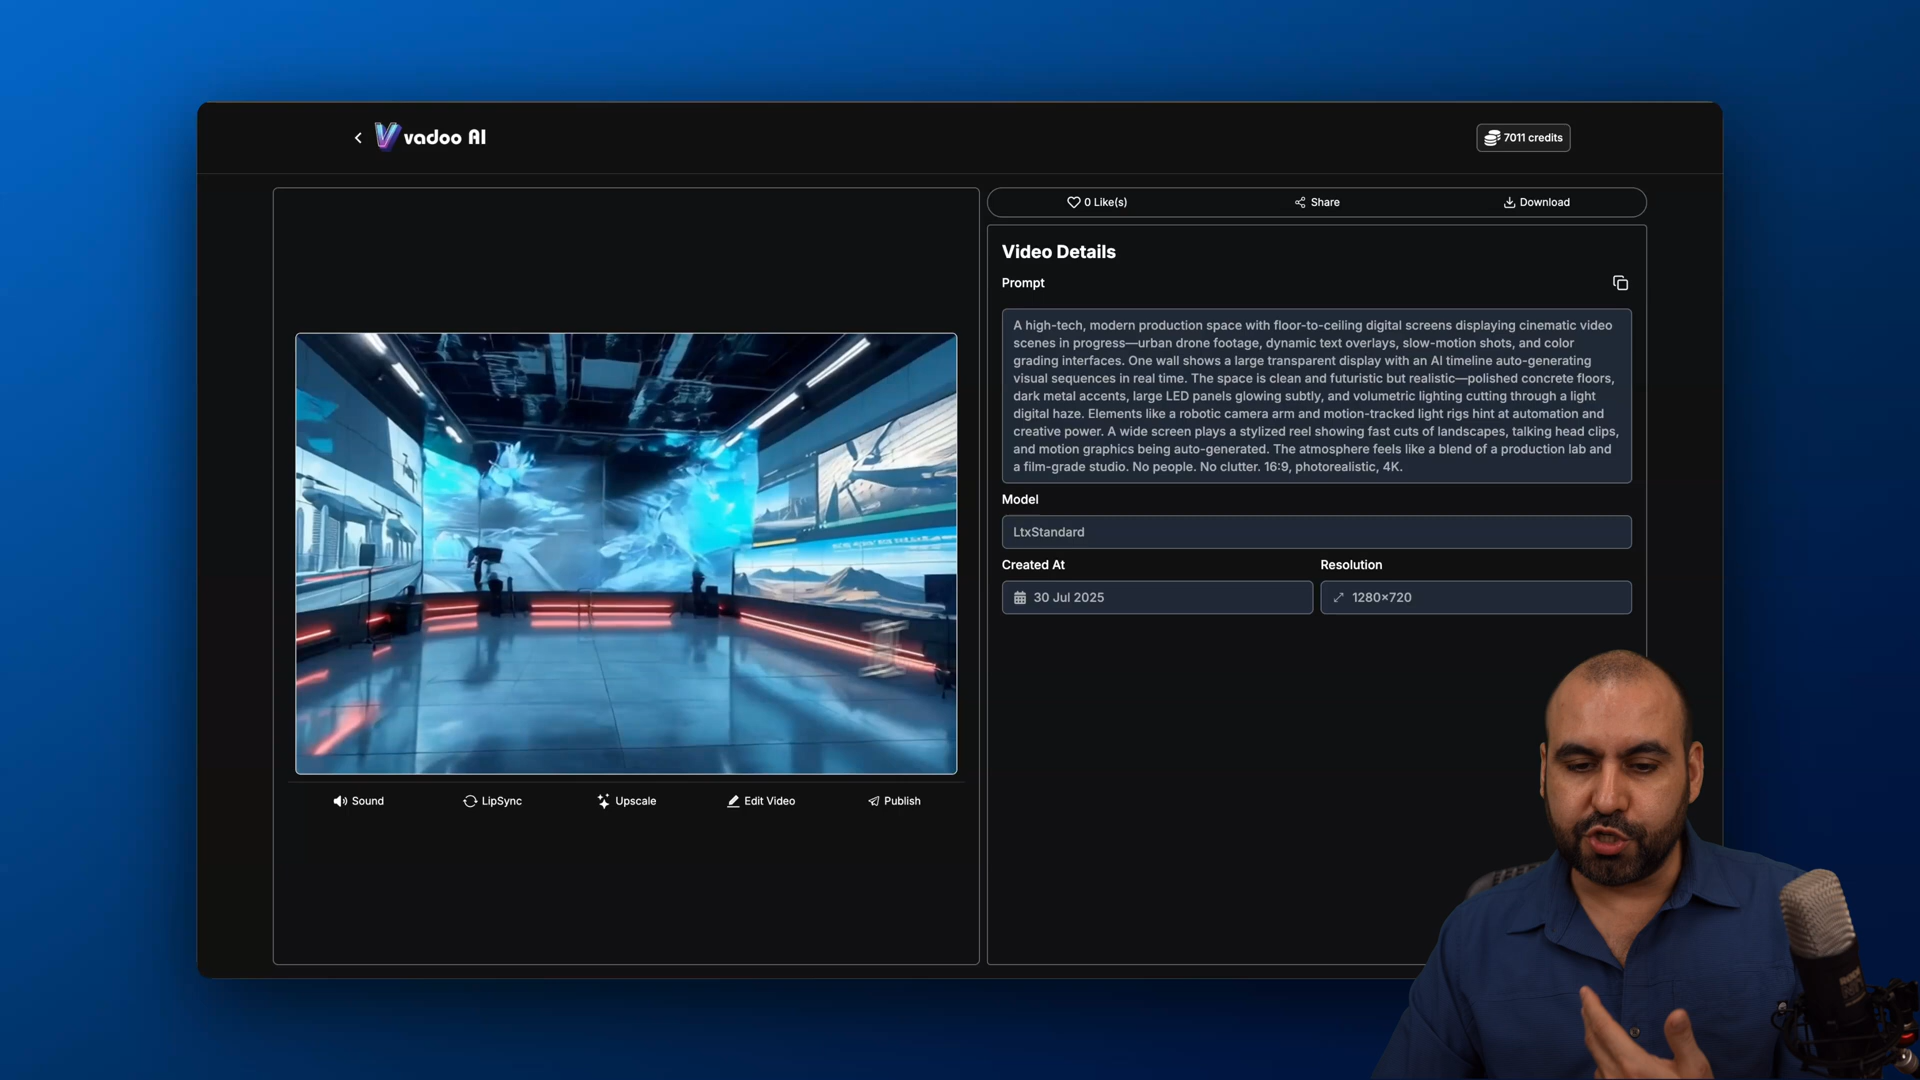 vadoo AI
7011 credits
0 Like(s)
Share
Download
Video Details
Prompt
A high-tech, modern production space with floor-to-ceiling digital screens displaying cinematic video
scenes in progress—urban drone footage, dynamic text overlays, slow-motion shots, and color
grading interfaces. One wall shows a large transparent display with an AI timeline auto-generating
visual sequences in real time. The space is clean and futuristic but realistic—polished concrete floors,
dark metal accents, large LED panels glowing subtly, and volumetric lighting cutting through a light
digital haze. Elements like a robotic camera arm and motion-tracked light rigs hint at automation and
creative power. A wide screen plays a stylized reel showing fast cuts of landscapes, talking head clips,
and motion graphics being auto-generated. The atmosphere feels like a blend of a production lab and
a film-grade studio. No people. No clutter. 16:9, photorealistic, 4K.
Model
LtxStandard
Created At
Resolution
30 Jul 2025
1280×720
Sound
LipSync
Upscale
Edit Video
Publish